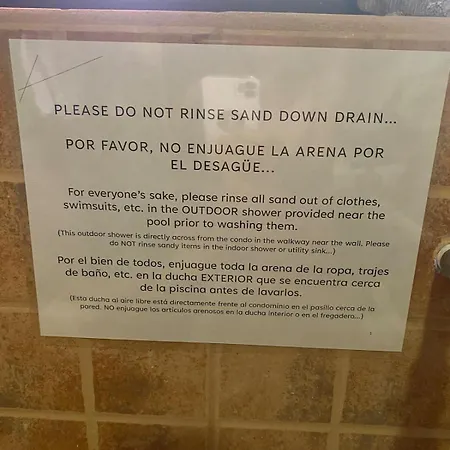 PLEASE DO NOT RINSE SAND DOWN DRAIN...
POR FAVOR, NO ENJUAGUE LA ARENA POR
EL DESAGÜE...
For everyone's sake, please rinse all sand out of clothes,
swimsuits, etc. in the OUTDOOR shower provided near the
pool prior to washing them.
(This outdoor shower is directly across from the condo in the walkway near the wall. Please
do NOT rinse sandy items in the indoor shower or utility sink...)
Por el bien de todos, enjuague toda la arena de la ropa, trajes
de baño, etc. en la ducha EXTERIOR que se encuentra cerca
de la piscina antes de lavarlos.
(Esta ducha al aire libre está directamente frente al condominio en el pasillo cerca de la
pared. NO enjuague las artículos arenosos en la ducha interior o en el fregadero...)